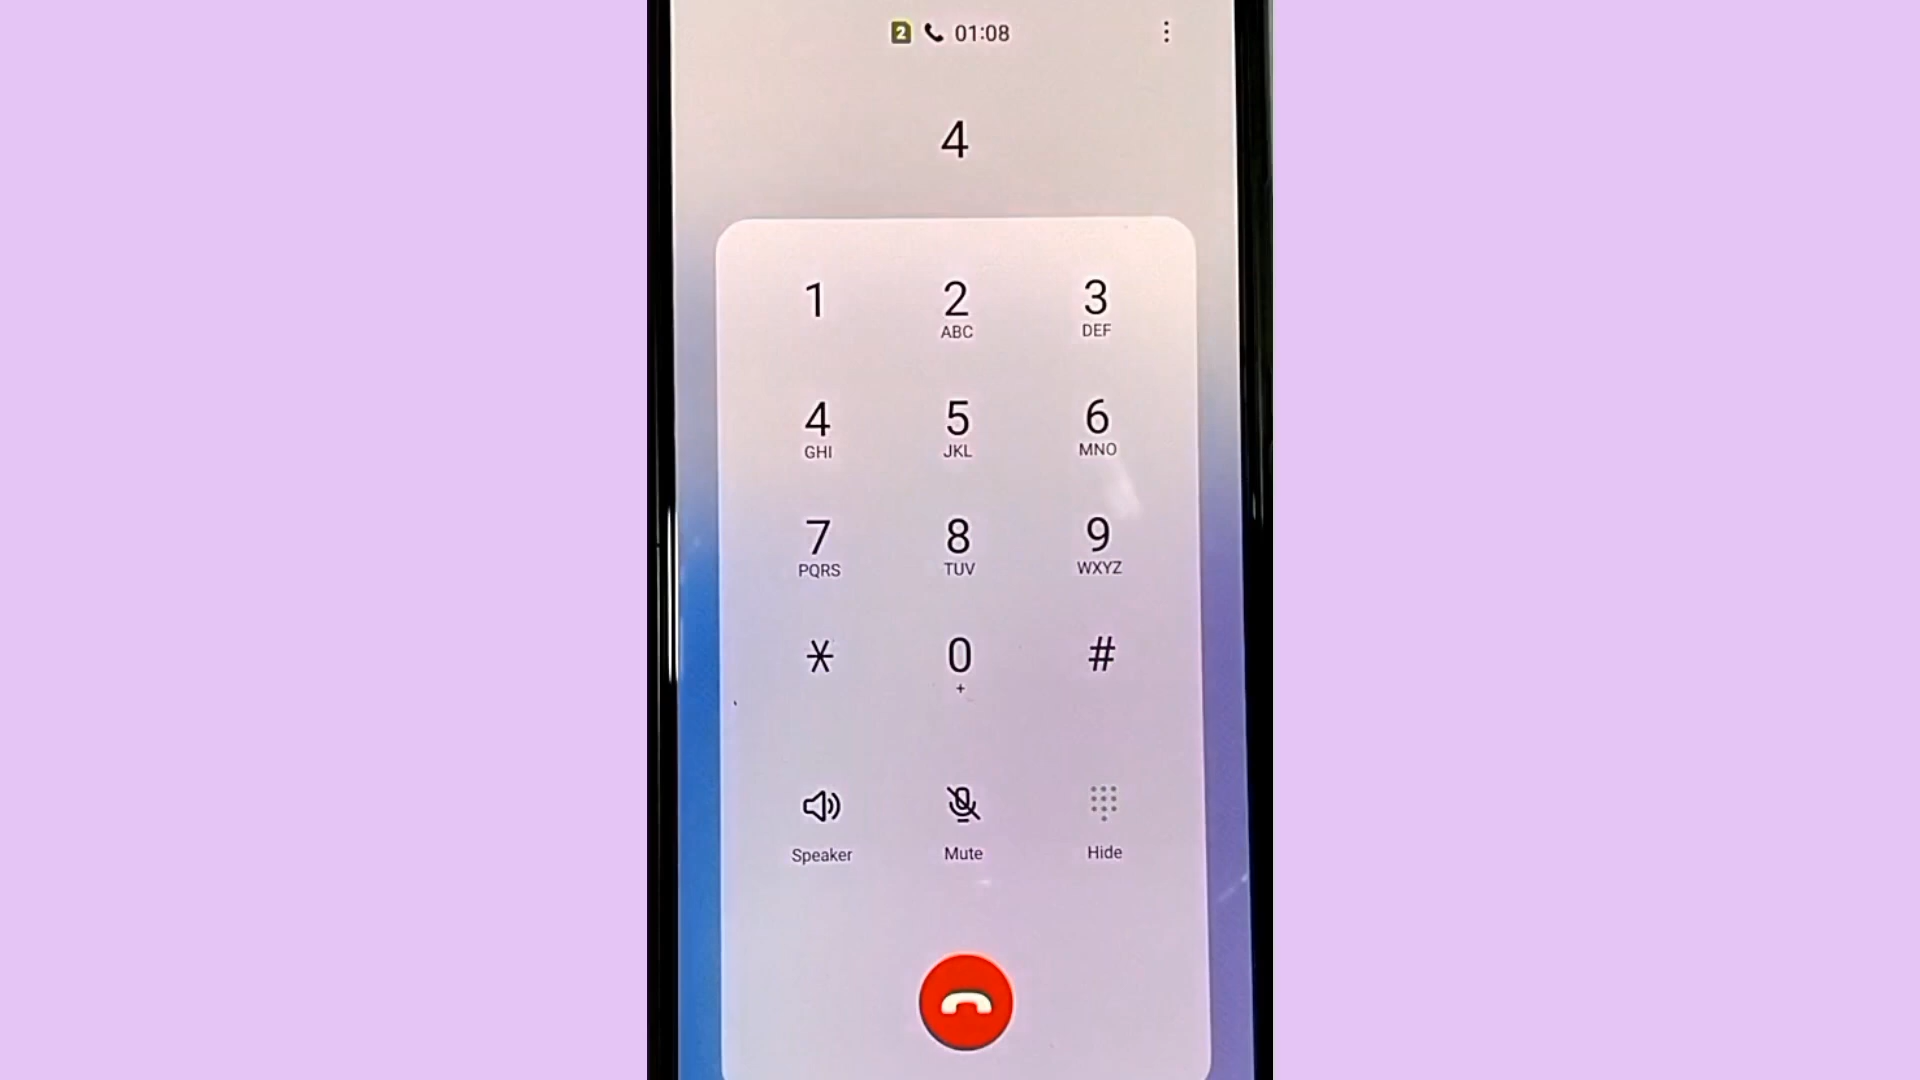 2 01:08
4
1 2 3
ABC DEF
4 5 6
GHI JKL MNO
7 8 9
PQRS TUV WXYZ
* 0 #
+
Speaker Mute Hide